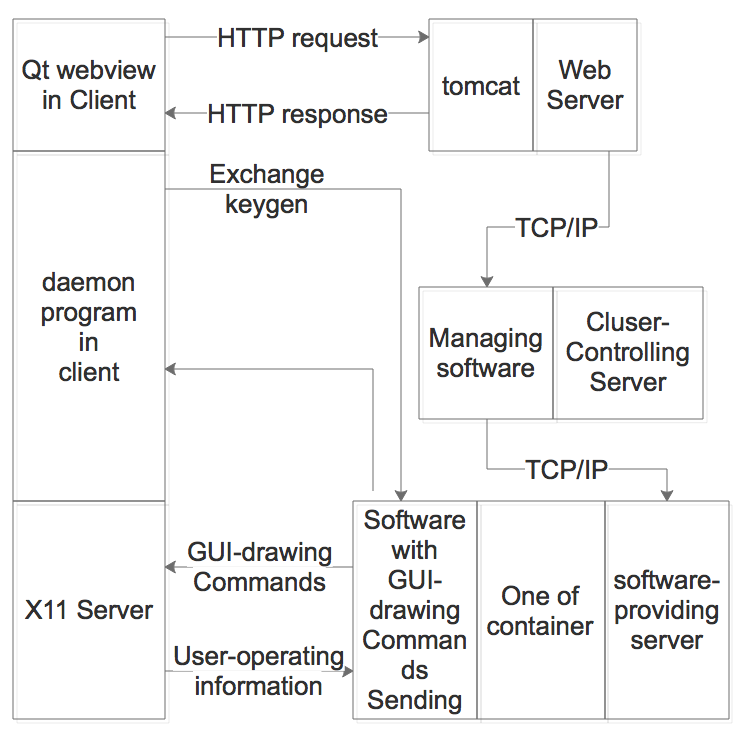 HTTP request
Qt webview
in Client
tomcat
Web
Server
HTTP response
Exchange
keygen
TCP/IP
daemon
program
in
client
Managing
software
Cluser-
Controlling
Server
TCP/IP
GUI-drawing
Commands
X11 Server
User-operating
information
Software
with
GUI-
drawing
Comman
ds
Sending
One of
container
software-
providing
server